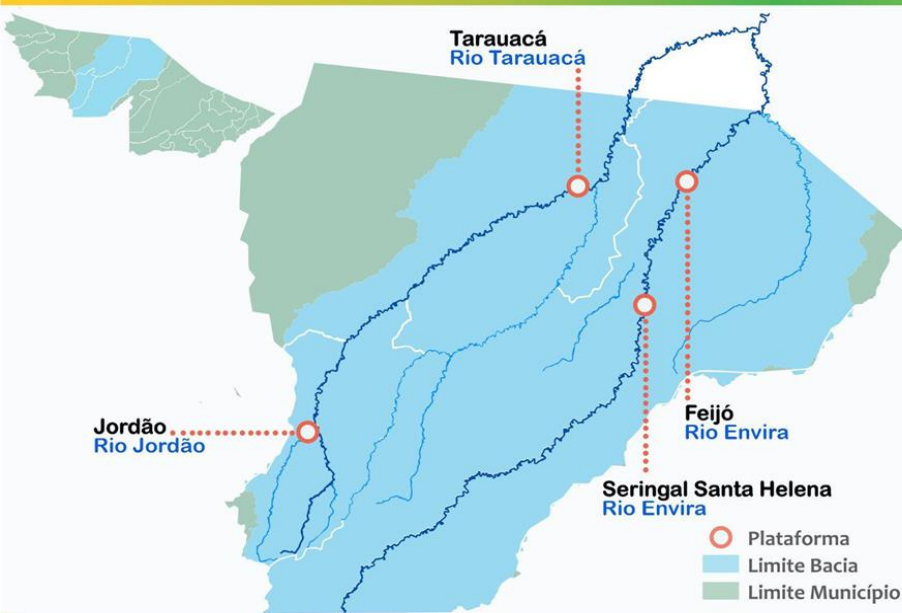 Tarauacá
Rio Tarauacá
Jordão
Rio Jordão
Feijó
Rio Envira
Seringal Santa Helena
Rio Envira
Plataforma
Limite Bacia
Limite Município